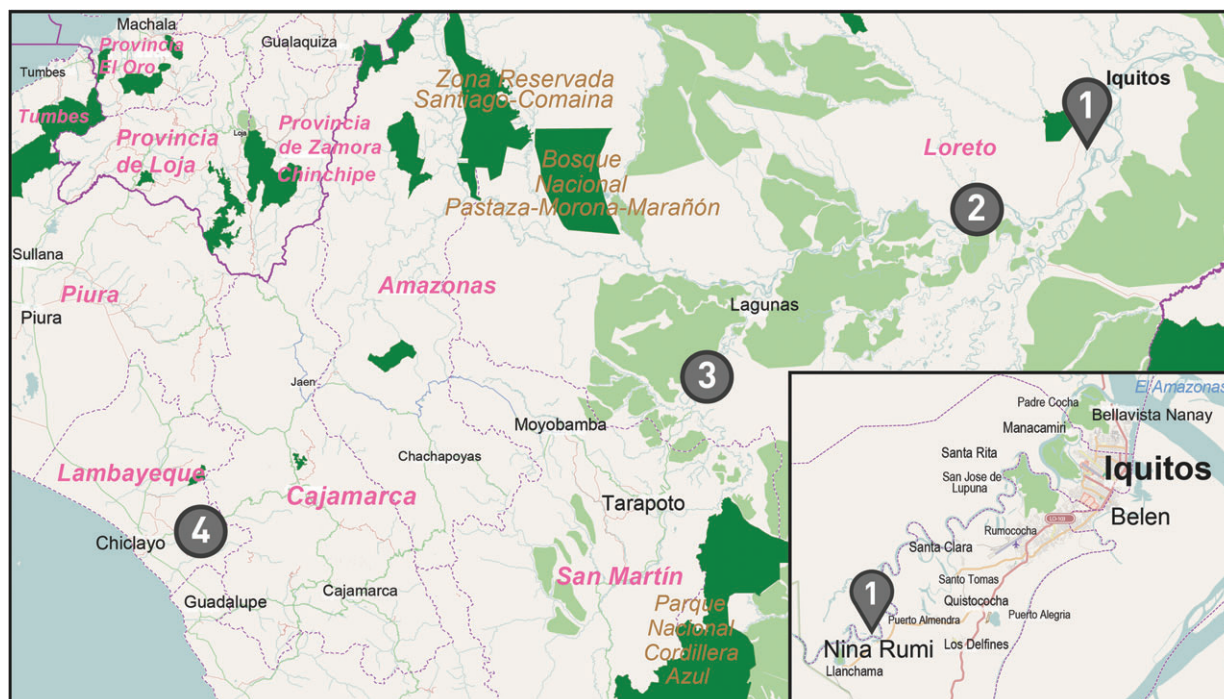 Machala
Provincia
El Oro
Gualaquiza
Tumbes
Tumbes
Zona Reservada
Santiago-Comaina
Iquitos
1
Provincia
de Loja
Loja
Provincia
de Zamora
Chinchipe
Bosque
Nacional
Pastaza-Morona-Marañón
Loreto
2
Sullana
Piura
Piura
Amazonas
Lagunas
3
Jaen
Moyobamba
Chachapoyas
Lambayeque
Cajamarca
Tarapoto
4
Chiclayo
Guadalupe
Cajamarca
San Martín
Parque
Nacional
Cordillera
Azul
El Amazonas
Padre Cocha
Bellavista Nanay
Manacamiri
Santa Rita
Iquitos
San Jose de
Lupuna
Belen
Rumococha
Santa Clara
Santo Tomas
1
Quistococha
Puerto Almendra
Puerto Alegria
Nina Rumi
Los Delfines
Llanchama